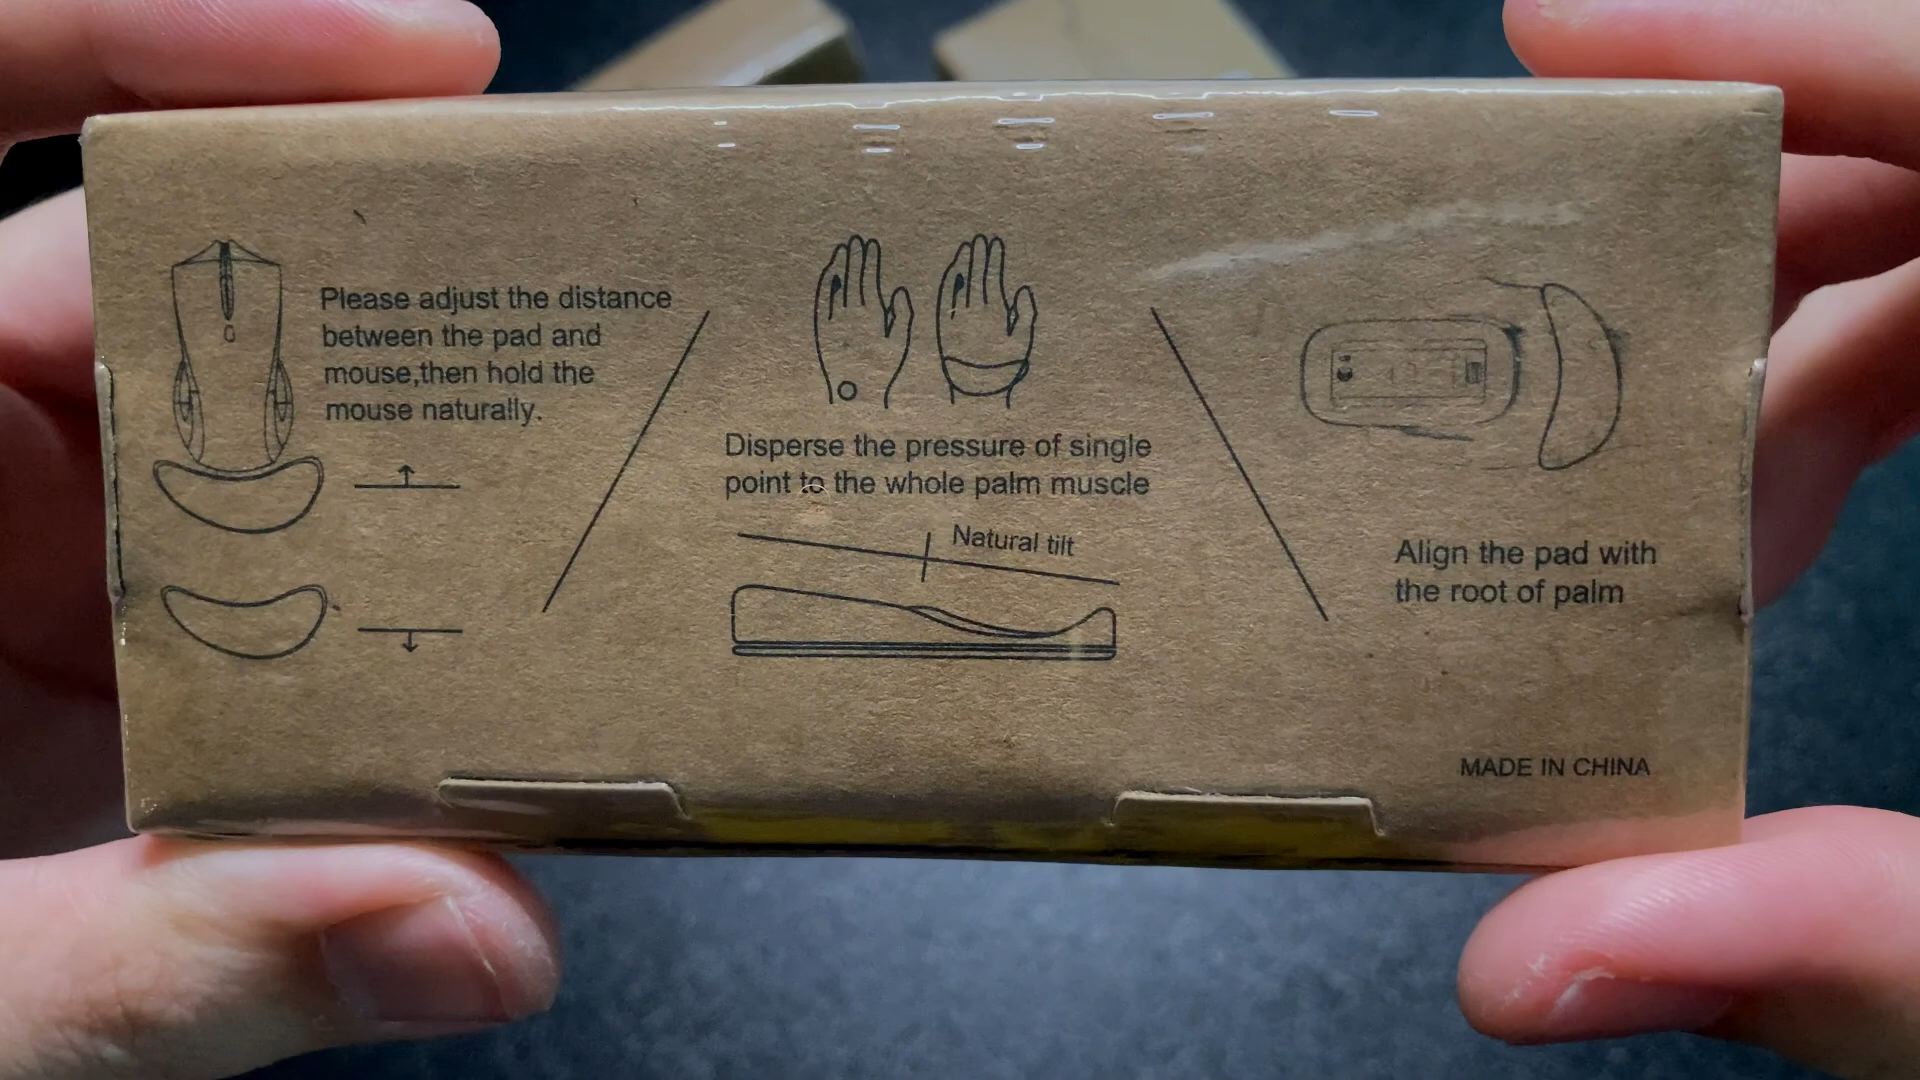 Please adjust the distance
between the pad and
mouse,then hold the
mouse naturally.
Disperse the pressure of single
point to the whole palm muscle
Natural tilt
Align the pad with
the root of palm
MADE IN CHINA